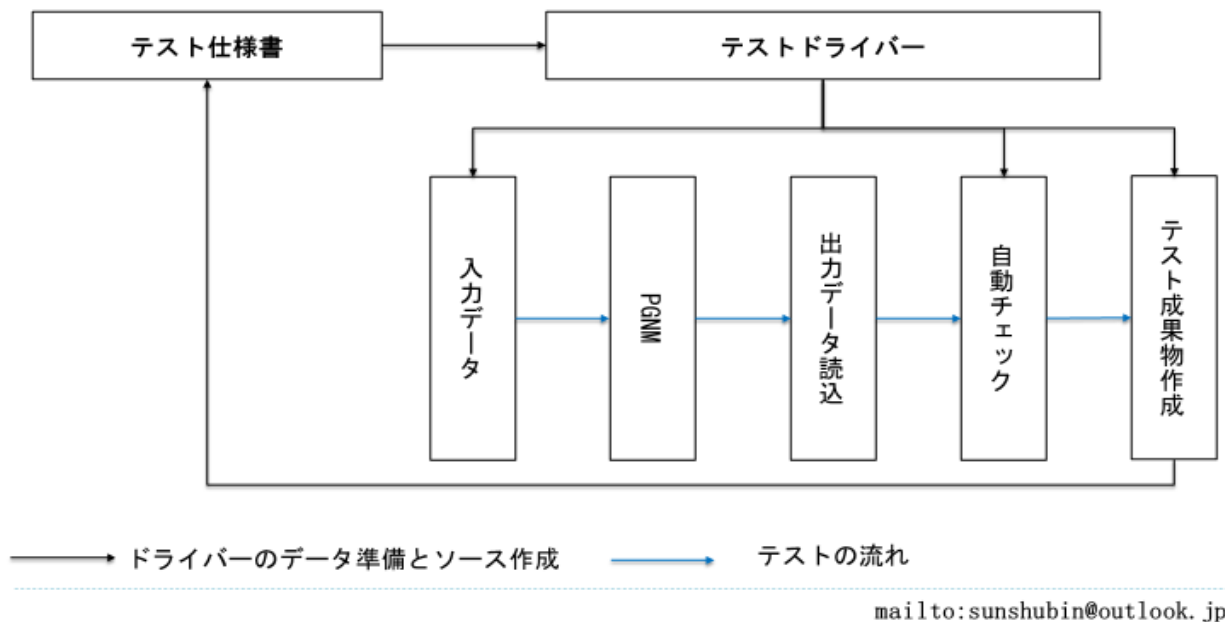 テスト仕様書
テストドライバー
入力データ
PGNM
出力データ読込
自動チェック
テスト成果物作成
ドライバーのデータ準備とソース作成
テストの流れ
mailto:sunshubin@outlook.jp